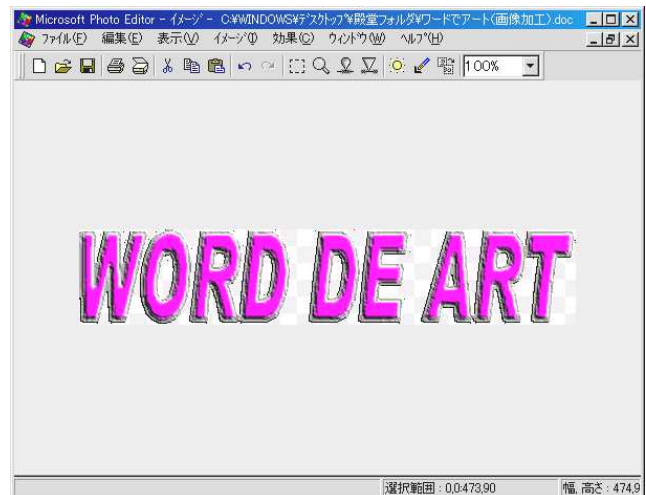 Microsoft Photo Editor - イメージ - C:¥WINDOWS¥デスクトップ¥殿堂フォルダ¥ワードでアート(画像加工).doc
ファイル(F) 編集(E) 表示(V) イメージ(I) 効果(C) ウィンドウ(W) ヘルプ(H)
100%
WORD DE ART
選択範囲 : 0,0:473,90 幅, 高さ : 474,9